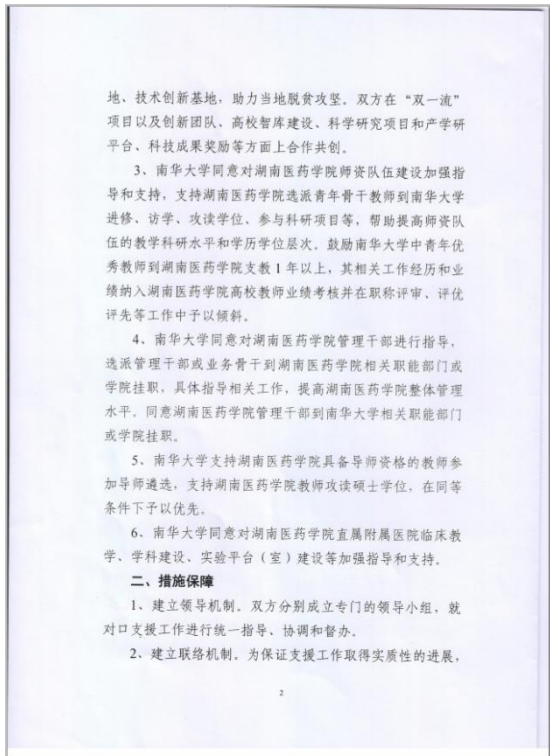 地、技术创新基地，助力当地脱贫攻坚。双方在“双一流”
项目以及创新团队、高校智库建设、科学研究项目和产学研
平台、科技成果奖励等方面上合作共创。
3、南华大学同意对湖南医药学院师资队伍建设加强指
导和支持，支持湖南医药学院选派青年骨干教师到南华大学
进修、访学、攻读学位、参与科研项目等，帮助提高师资队
伍的教学科研水平和学历学位层次。鼓励南华大学中青年优
秀教师到湖南医药学院支教1年以上，其相关工作经历和业
绩纳入湖南医药学院高校教师业绩考核并在职称评审、评优
评先等工作中予以倾斜。
4、南华大学同意对湖南医药学院管理干部进行指导，
选派管理干部或业务骨干到湖南医药学院相关职能部门或
学院挂职，具体指导相关工作，提高湖南医药学院整体管理
水平。同意湖南医药学院管理干部到南华大学相关职能部门
或学院挂职。
5、南华大学支持湖南医药学院具备导师资格的教师参
加导师遴选，支持湖南医药学院教师攻读硕士学位，在同等
条件下予以优先。
6、南华大学同意对湖南医药学院直属附属医院临床教
学、学科建设、实验平台（室）建设等加强指导和支持。
二、措施保障
1、建立领导机制。双方分别成立专门的领导小组，就
对口支援工作进行统一指导、协调和督办。
2、建立联络机制。为保证支援工作取得实质性的进展，
2